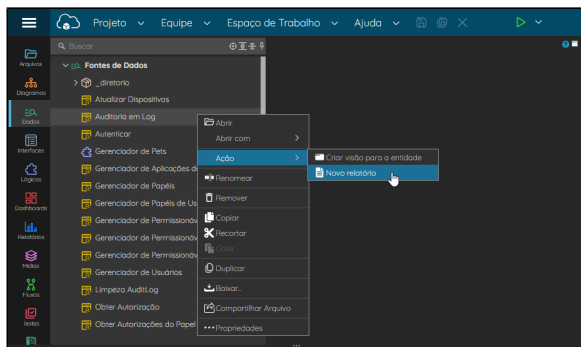 Projeto Equipe Espaço de Trabalho Ajuda
Buscar
Arquivos
Diagramas
Dados
Interfaces
Lógicas
Dashboards
Relatórios
Mídias
Fluxos
Testes
Fontes de Dados
_diretorio
Atualizar Dispositivos
Auditoria em Log
Autenticar
Gerenciador de Pets
Gerenciador de Aplicações d
Gerenciador de Papéis
Gerenciador de Papéis de Us
Gerenciador de Permissionáv
Gerenciador de Permissionáv
Gerenciador de Permissionáv
Gerenciador de Usuários
Limpeza AuditLog
Obter Autorização
Obter Autorizações do Papel
Abrir
Abrir com
Ação
Renomear
Remover
Copiar
Recortar
Colar
Duplicar
Baixar..
Compartilhar Arquivo
Propriedades
Criar visão para a entidade
Novo relatório